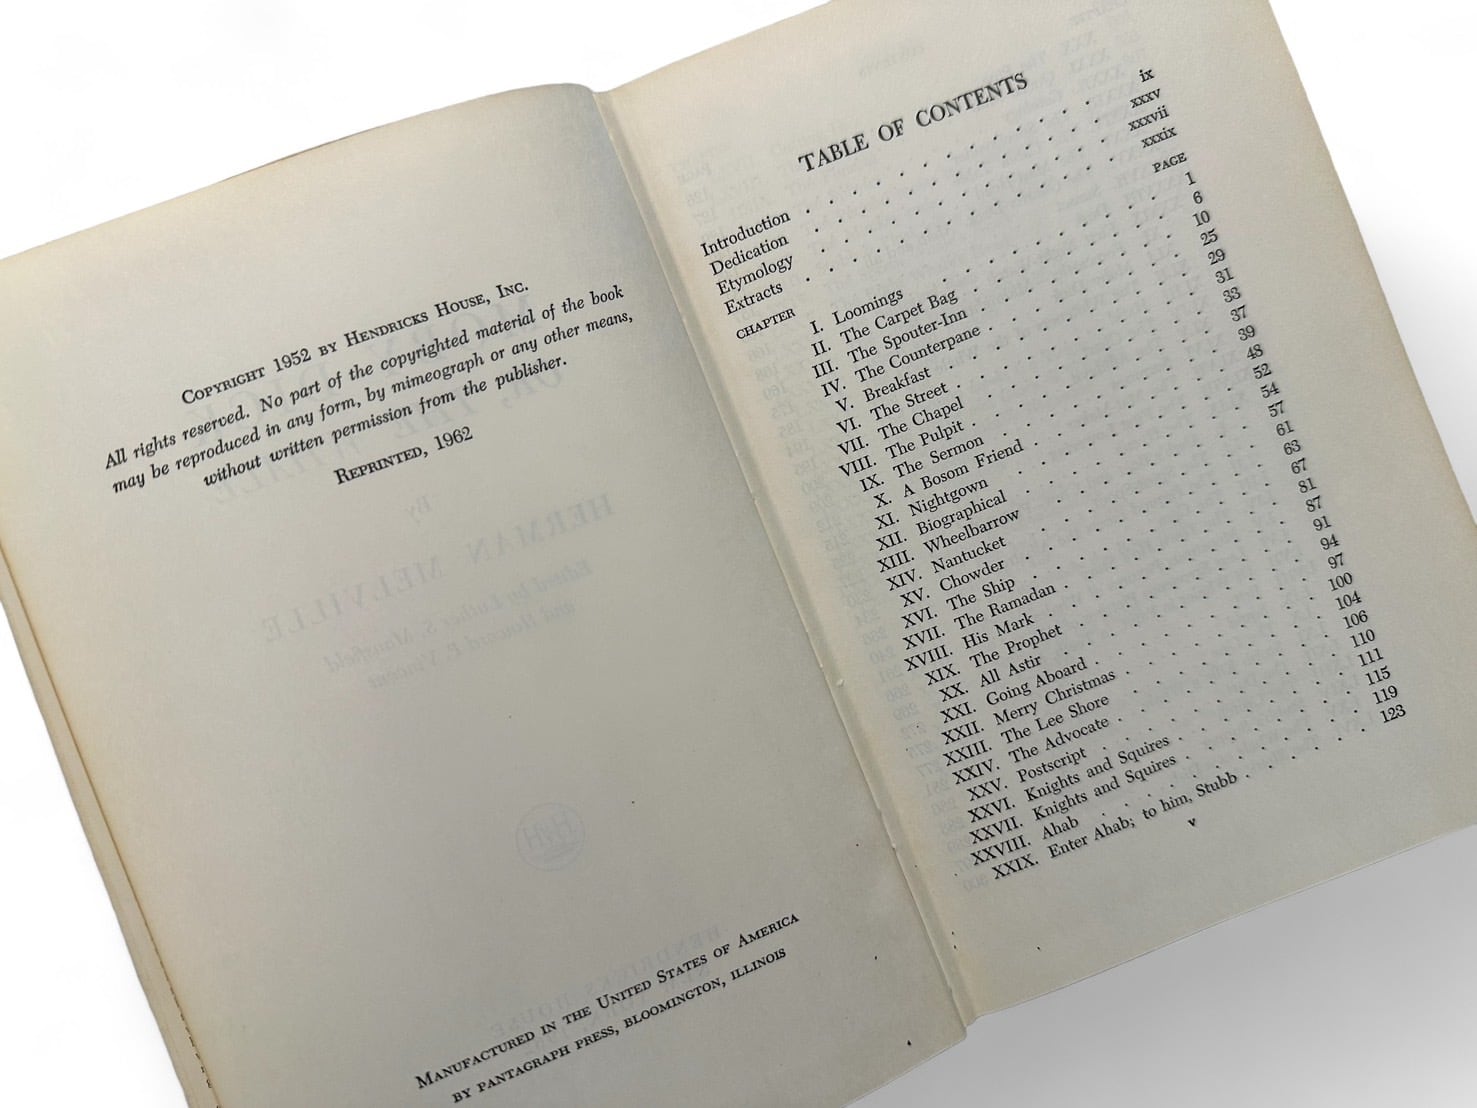 COPYRIGHT 1952 BY HENDRICKS HOUSE, INC.
All rights reserved. No part of the copyrighted material of the book
may be reproduced in any form, by mimeograph or any other means,
without written permission from the publisher.
REPRINTED, 1962
MANUFACTURED IN THE UNITED STATES OF AMERICA
BY PANTAGRAPH PRESS, BLOOMINGTON, ILLINOIS
TABLE OF CONTENTS
Introduction ix
Dedication xxxv
Etymology xxxvii
Extracts xxxix
CHAPTER PAGE
I. Loomings 1
II. The Carpet Bag 6
III. The Spouter-Inn 10
IV. The Counterpane 25
V. Breakfast 29
VI. The Street 31
VII. The Chapel 33
VIII. The Pulpit 37
IX. The Sermon 39
X. A Bosom Friend 48
XI. Nightgown 52
XII. Biographical 54
XIII. Wheelbarrow 57
XIV. Nantucket 61
XV. Chowder 63
XVI. The Ship 67
XVII. The Ramadan 81
XVIII. His Mark 87
XIX. The Prophet 91
XX. All Astir 94
XXI. Going Aboard 97
XXII. Merry Christmas 100
XXIII. The Lee Shore 104
XXIV. The Advocate 106
XXV. Postscript 110
XXVI. Knights and Squires 111
XXVII. Knights and Squires 115
XXVIII. Ahab 119
XXIX. Enter Ahab; to him, Stubb 123
v